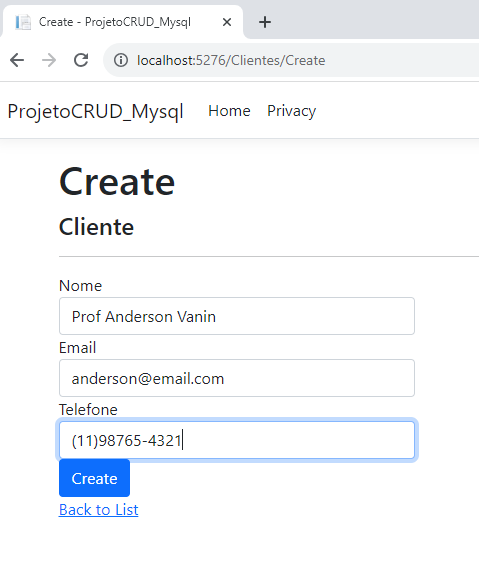 Create - ProjetoCRUD_Mysql
localhost:5276/Clientes/Create
ProjetoCRUD_Mysql Home Privacy
Create
Cliente
Nome
Prof Anderson Vanin
Email
anderson@email.com
Telefone
(11)98765-4321
Create
Back to List